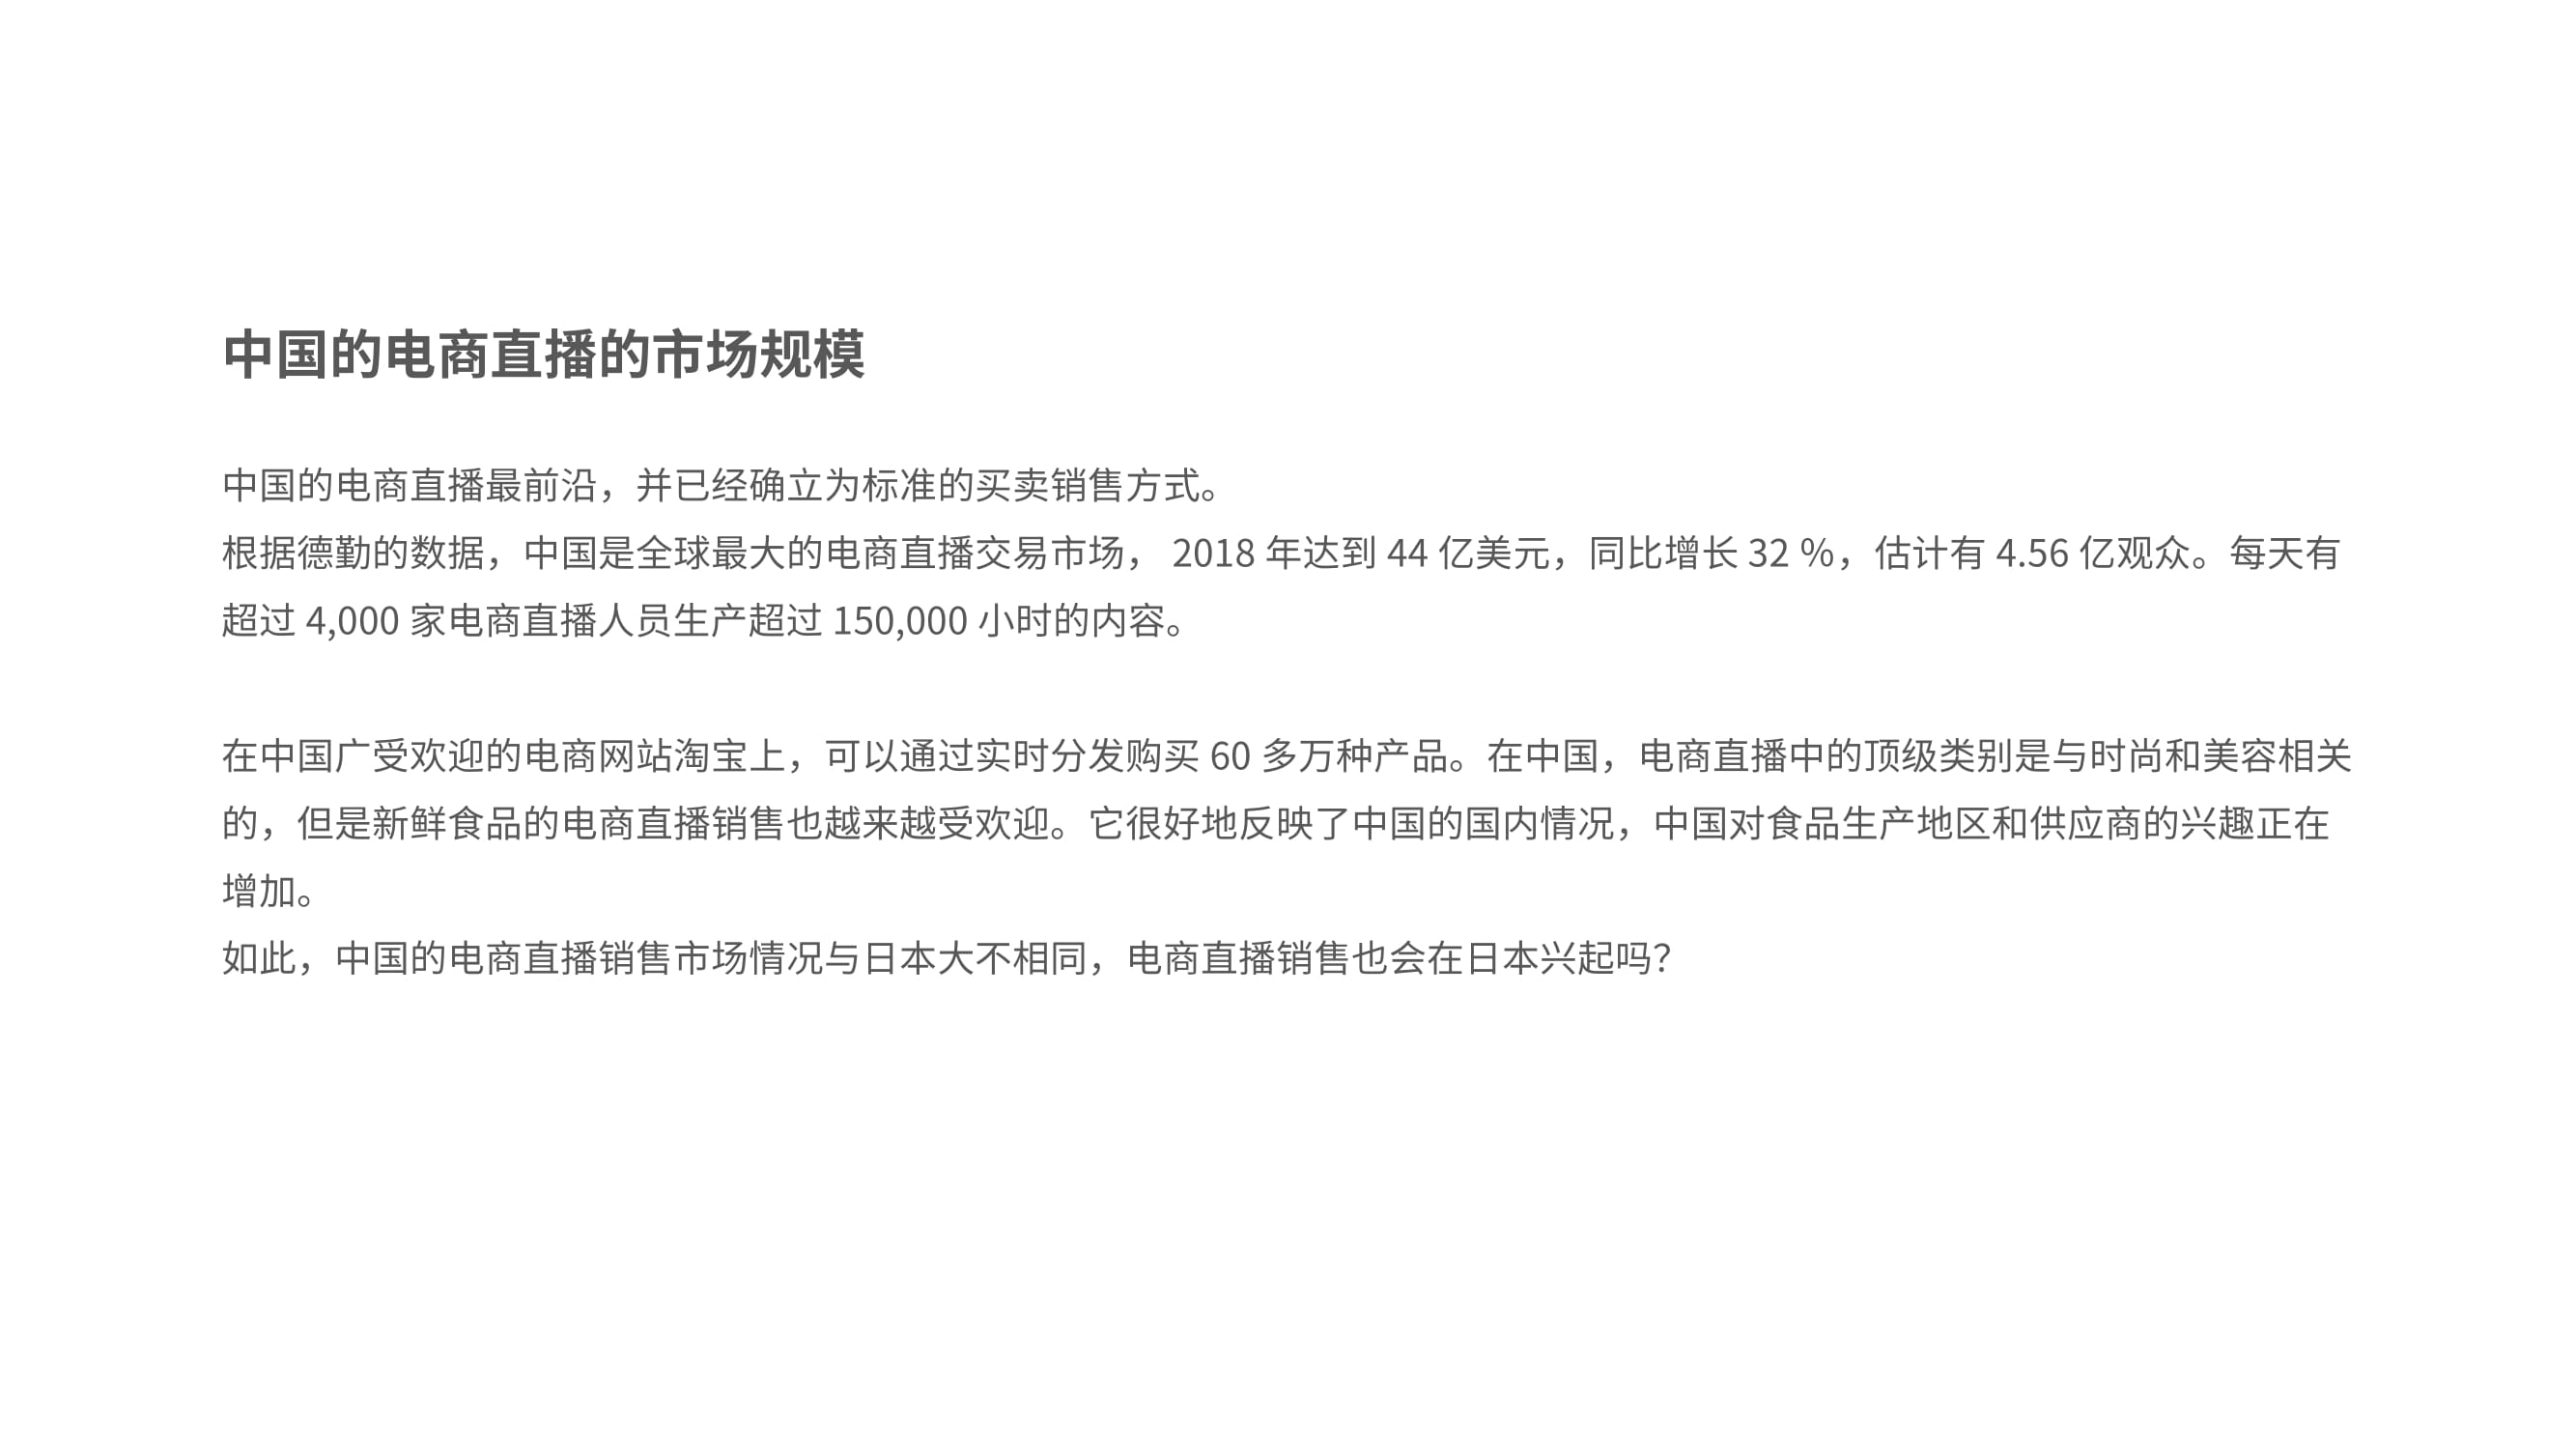 中国的电商直播的市场规模
中国的电商直播最前沿，并已经确立为标准的买卖销售方式。
根据德勤的数据，中国是全球最大的电商直播交易市场， 2018 年达到 44 亿美元，同比增长 32 %，估计有 4.56 亿观众。每天有
超过 4,000 家电商直播人员生产超过 150,000 小时的内容。
在中国广受欢迎的电商网站淘宝上，可以通过实时分发购买 60 多万种产品。在中国，电商直播中的顶级类别是与时尚和美容相关
的，但是新鲜食品的电商直播销售也越来越受欢迎。它很好地反映了中国的国内情况，中国对食品生产地区和供应商的兴趣正在
增加。
如此，中国的电商直播销售市场情况与日本大不相同，电商直播销售也会在日本兴起吗？